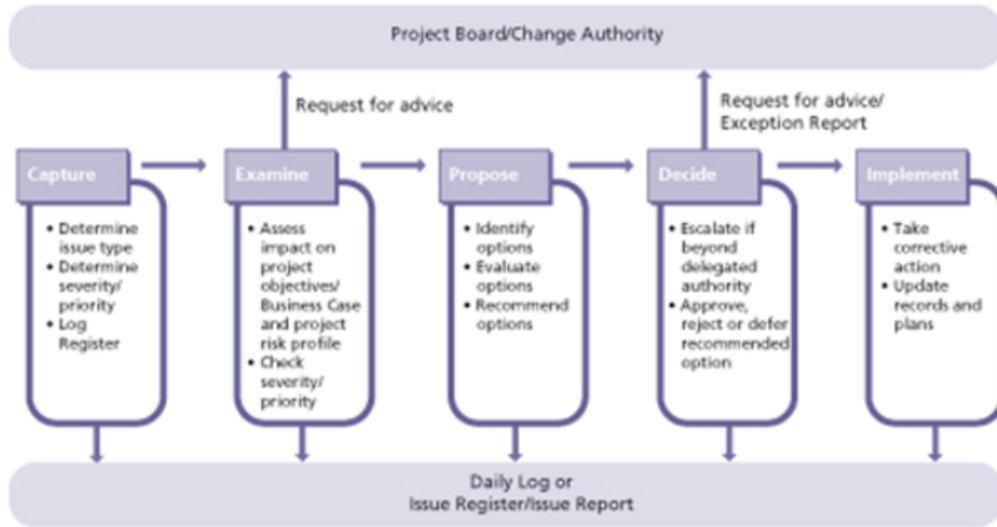 Project Board/Change Authority
Request for advice
Request for advice/
Exception Report
Capture
• Determine
issue type
• Determine
severity/
priority
• Log
Register
Examine
• Assess
impact on
project
objectives/
Business Case
and project
risk profile
• Check
severity/
priority
Propose
• Identify
options
• Evaluate
options
• Recommend
options
Decide
• Escalate if
beyond
delegated
authority
• Approve,
reject or defer
recommended
option
Implement
• Take
corrective
action
• Update
records and
plans
Daily Log or
Issue Register/Issue Report